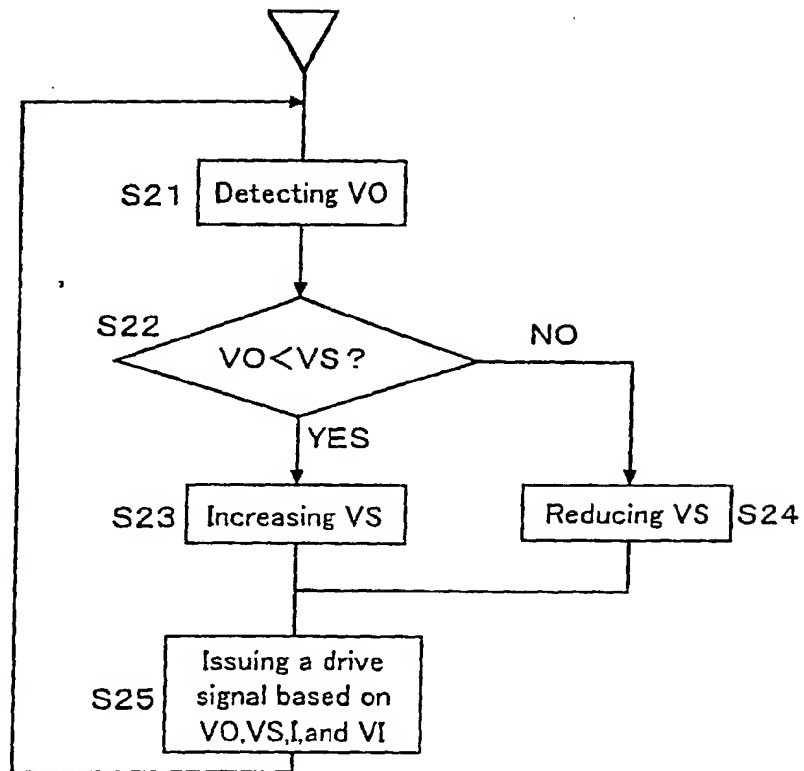 S21
Detecting VO
S22
VO<VS?
NO
YES
S23
Increasing VS
Reducing VS
S24
S25
Issuing a drive
signal based on
VO,VS,I,and VI